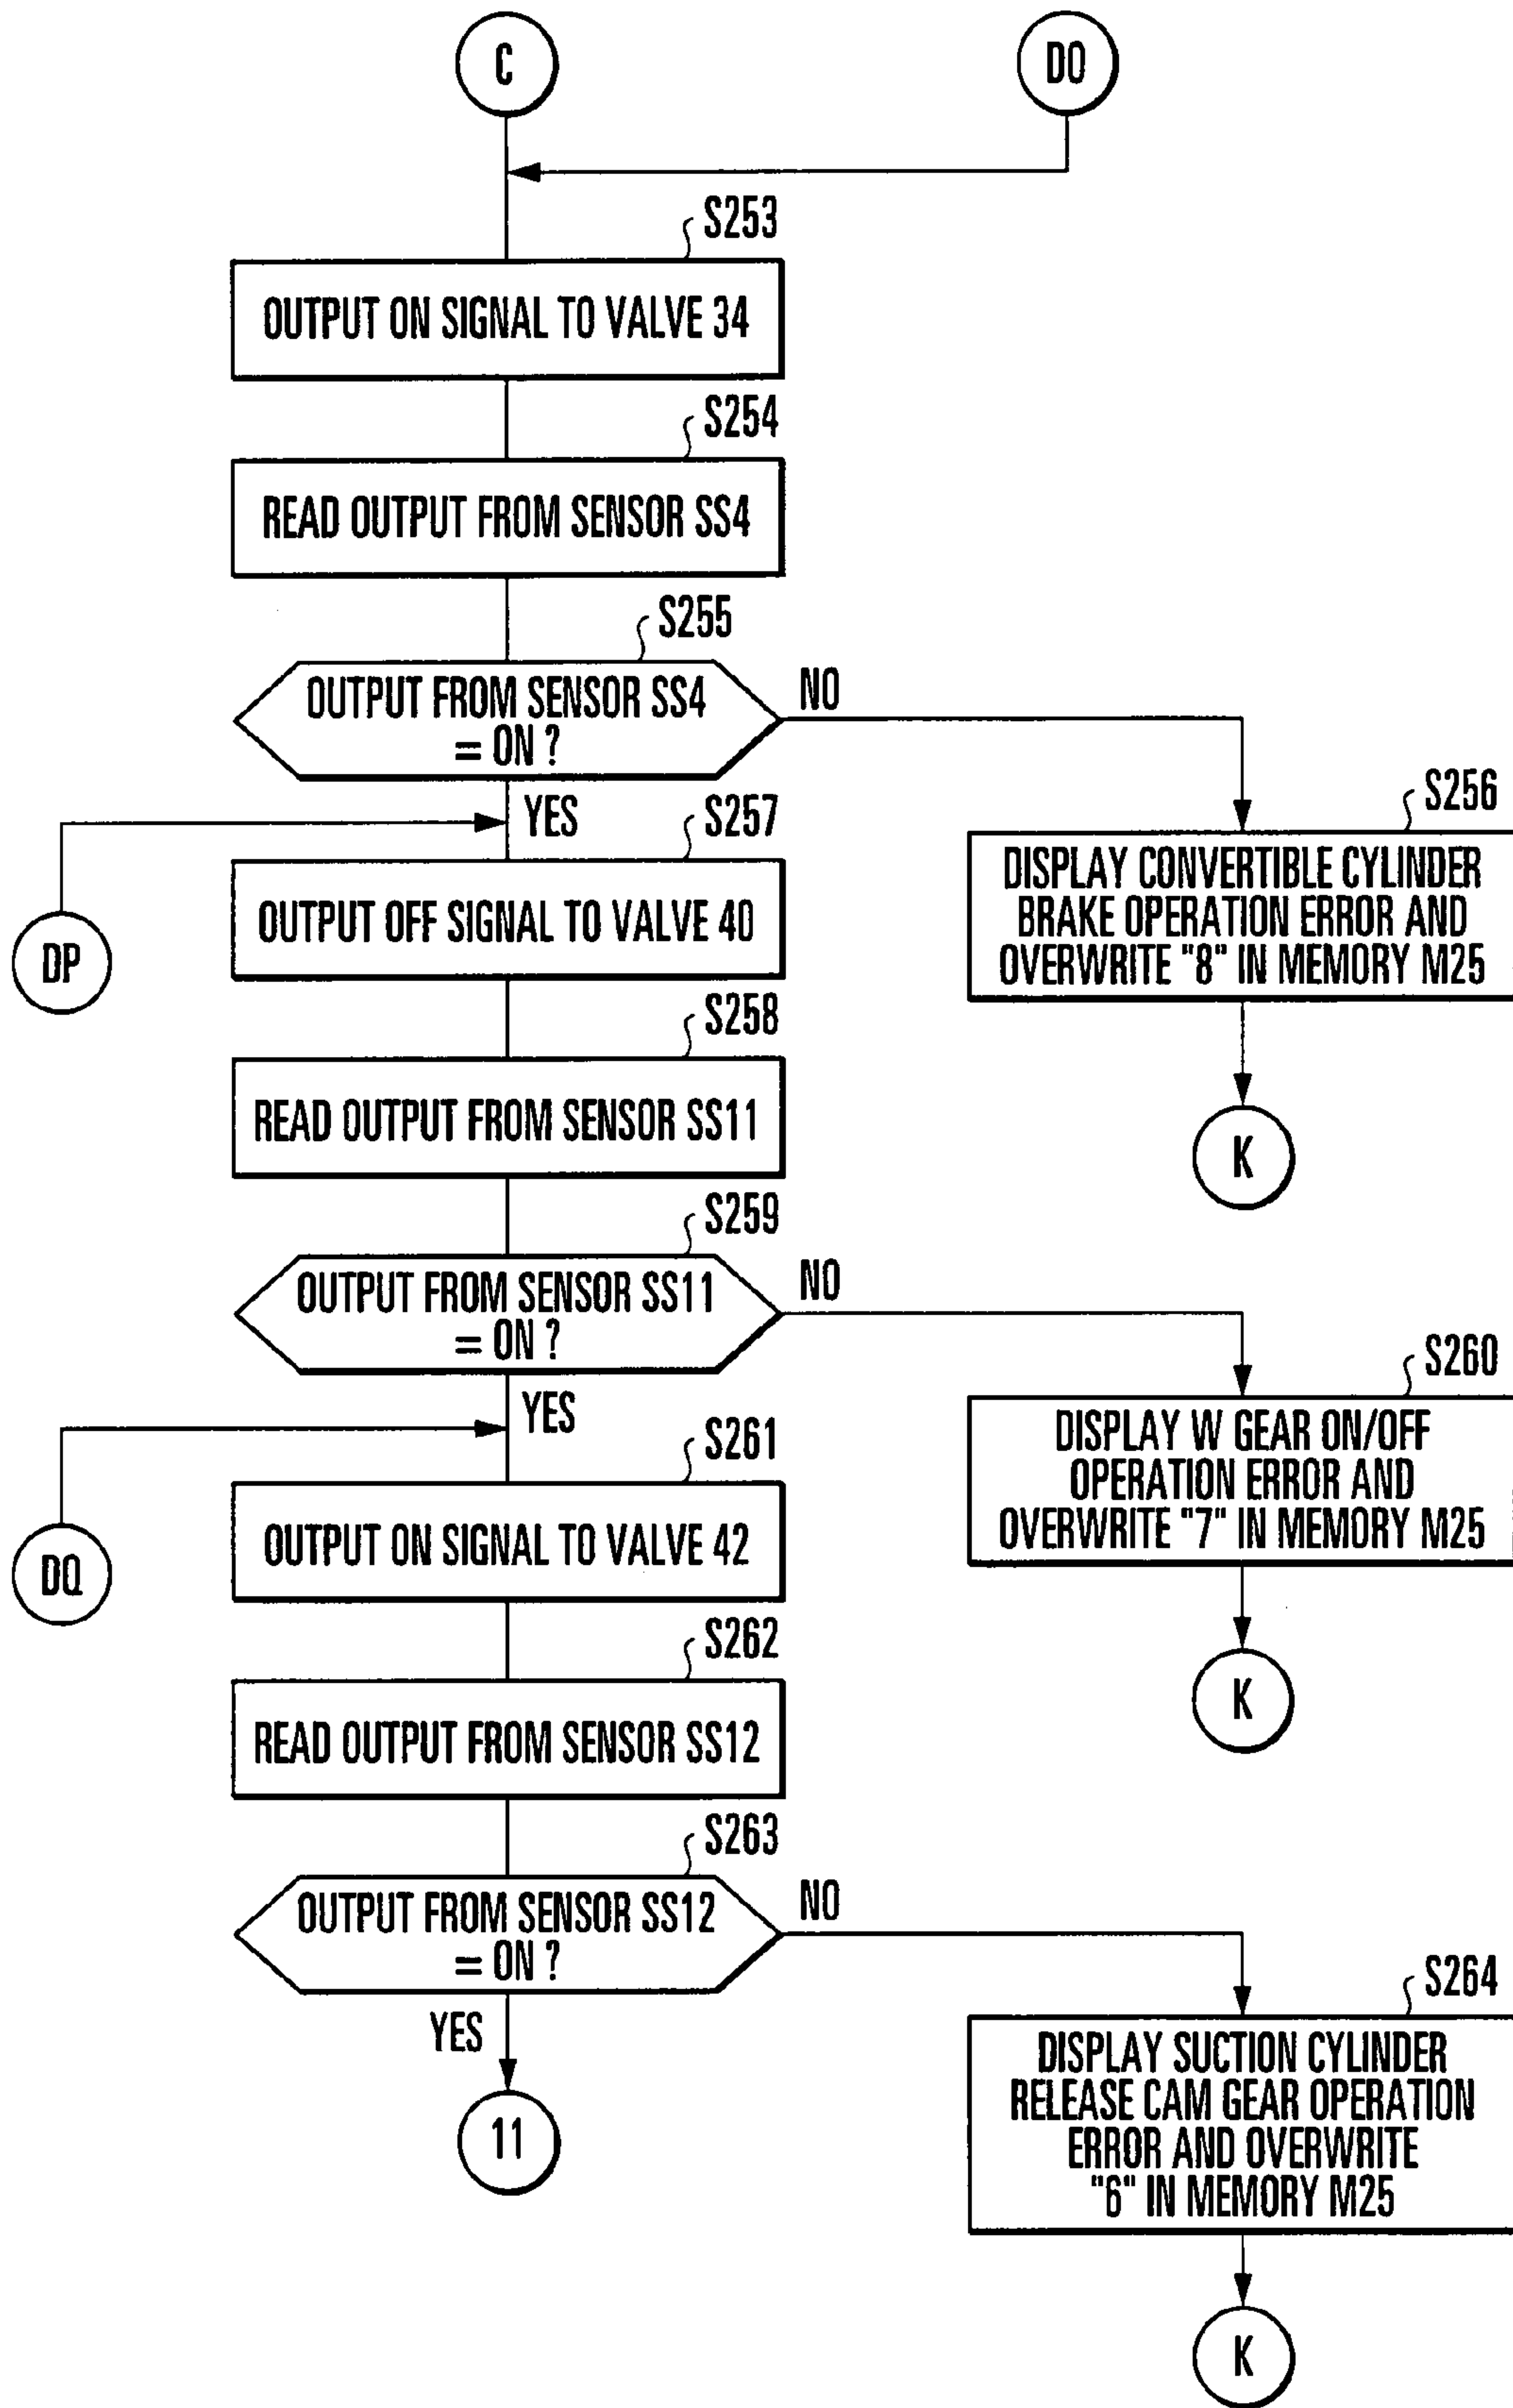 C
DO
S253
OUTPUT ON SIGNAL TO VALVE 34
S254
READ OUTPUT FROM SENSOR SS4
S255
OUTPUT FROM SENSOR SS4
= ON ?
NO
YES
S256
DISPLAY CONVERTIBLE CYLINDER
BRAKE OPERATION ERROR AND
OVERWRITE "8" IN MEMORY M25
K
DP
S257
OUTPUT OFF SIGNAL TO VALVE 40
S258
READ OUTPUT FROM SENSOR SS11
S259
OUTPUT FROM SENSOR SS11
= ON ?
NO
YES
S260
DISPLAY W GEAR ON/OFF
OPERATION ERROR AND
OVERWRITE "7" IN MEMORY M25
K
DQ
S261
OUTPUT ON SIGNAL TO VALVE 42
S262
READ OUTPUT FROM SENSOR SS12
S263
OUTPUT FROM SENSOR SS12
= ON ?
NO
YES
S264
DISPLAY SUCTION CYLINDER
RELEASE CAM GEAR OPERATION
ERROR AND OVERWRITE
"6" IN MEMORY M25
11
K